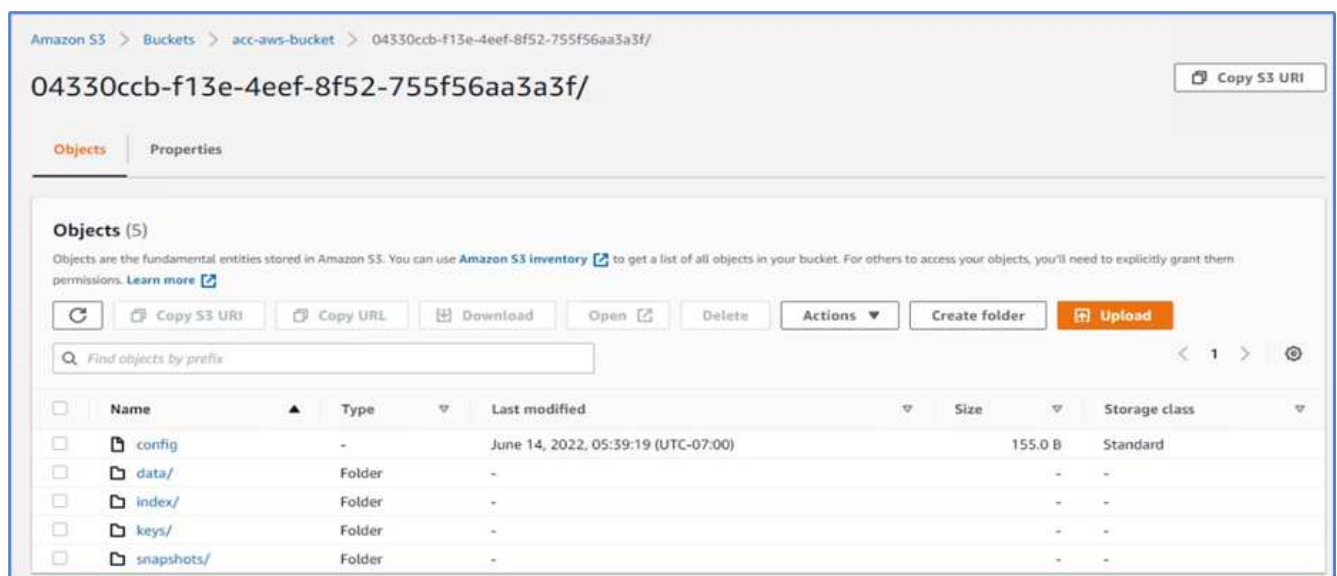 Amazon S3 > Buckets > acc-aws-bucket > 04330ccb-f13e-4eef-8f52-755f56aa3a3f/
04330ccb-f13e-4eef-8f52-755f56aa3a3f/
Copy S3 URI
Objects Properties
Objects (5)
Objects are the fundamental entities stored in Amazon S3. You can use Amazon S3 inventory to get a list of all objects in your bucket. For others to access your objects, you'll need to explicitly grant them
permissions. Learn more
Copy S3 URI Copy URL Download Open Delete Actions Create folder Upload
Find objects by prefix
< 1 >
Name Type Last modified Size Storage class
config - June 14, 2022, 05:39:19 (UTC-07:00) 155.0 B Standard
data/ Folder - - -
index/ Folder - - -
keys/ Folder - - -
snapshots/ Folder - - -